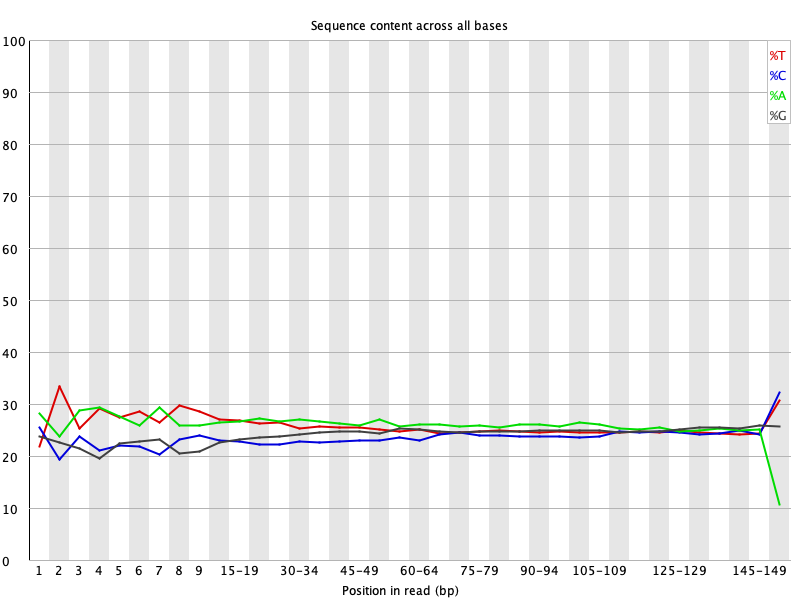 Sequence content across all bases
100
90
80
70
60
50
40
30
20
10
0
%T
%C
%A
%G
1 2 3 4 5 6 7 8 9 15-19 30-34 45-49 60-64 75-79 90-94 105-109 125-129 145-149
Position in read (bp)